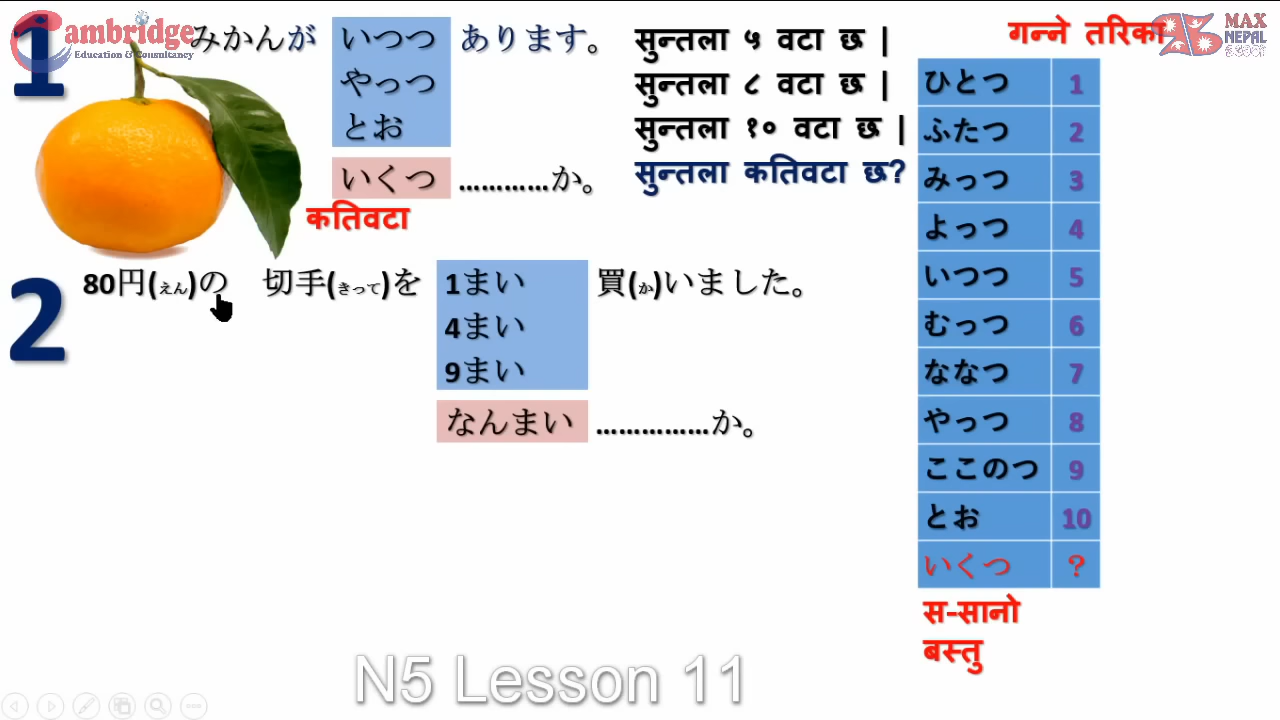 1
Cambridge
Education & Consultancy
みかんが いつつ あります。
やっつ
とお
いくつ …………か。
कतिवटा
सुन्तला ५ वटा छ |
सुन्तला ८ वटा छ |
सुन्तला १० वटा छ |
सुन्तला कतिवटा छ?
2
80円(えん)の 切手(きって)を 1まい 買(か)いました。
4まい
9まい
なんまい ……………か。
गन्ने तरिका
MAX
NEPAL
ひとつ 1
ふたつ 2
みっつ 3
よっつ 4
いつつ 5
むっつ 6
ななつ 7
やっつ 8
ここのつ 9
とお 10
いくつ ?
स-सानो
बस्तु
N5 Lesson 11